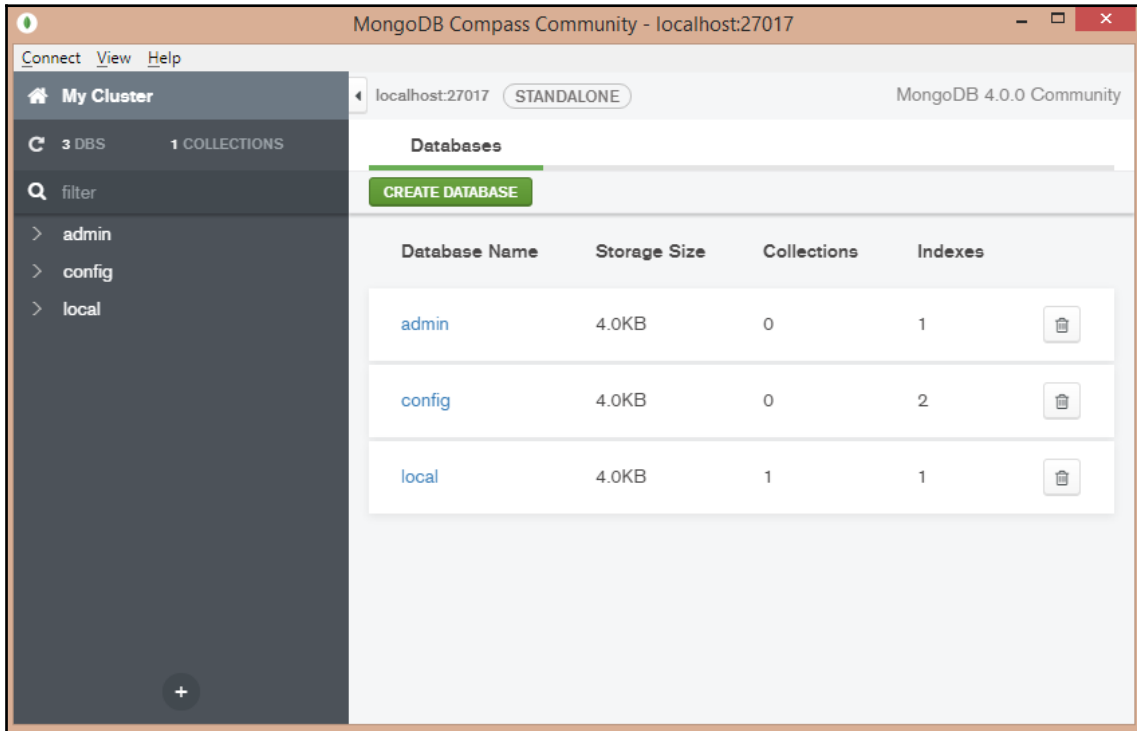 MongoDB Compass Community - localhost:27017
Connect View Help
My Cluster
localhost:27017 STANDALONE MongoDB 4.0.0 Community
3 DBS 1 COLLECTIONS
Databases
filter
CREATE DATABASE
admin
config
local
Database Name Storage Size Collections Indexes
admin 4.0KB 0 1
config 4.0KB 0 2
local 4.0KB 1 1